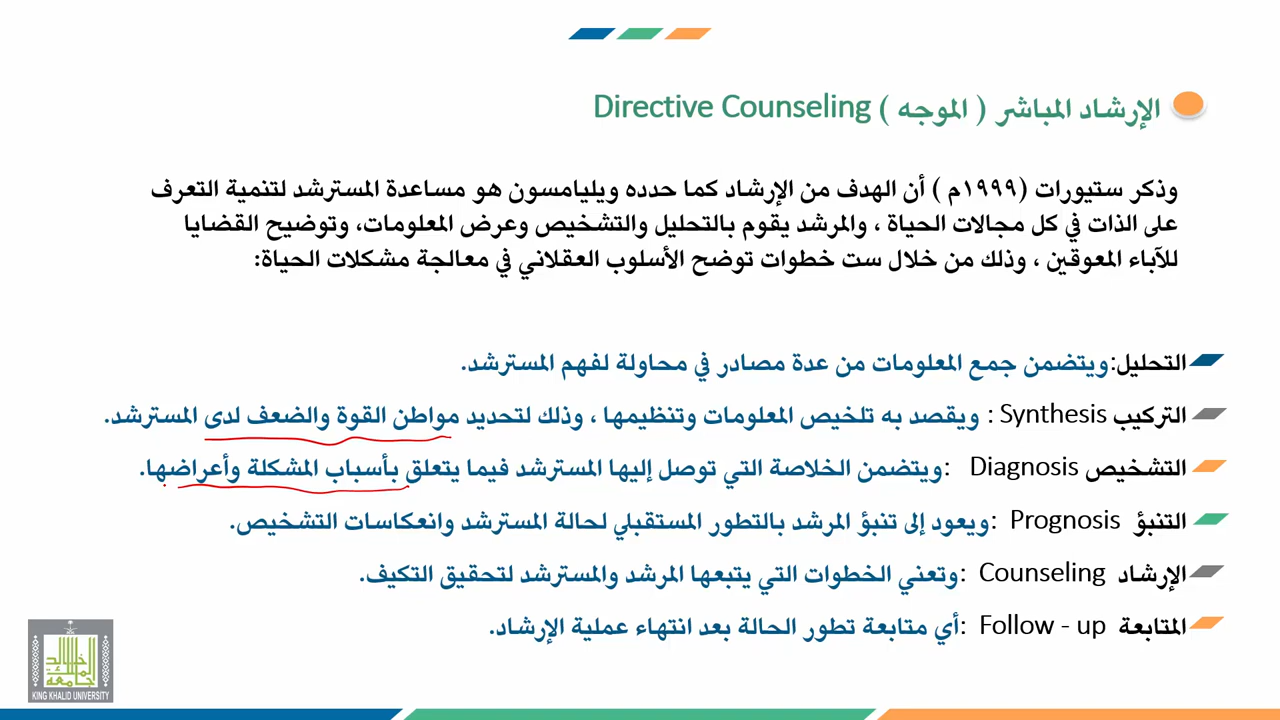 الإرشاد المباشر ( الموجه ) Directive Counseling
وذكر ستيورات (١٩٩٩م ) أن الهدف من الإرشاد كما حدده ويليامسون هو مساعدة المسترشد لتنمية التعرف
على الذات في كل مجالات الحياة ، والمرشد يقوم بالتحليل والتشخيص وعرض المعلومات، وتوضيح القضايا
للآباء المعوقين ، وذلك من خلال ست خطوات توضح الأسلوب العقلاني في معالجة مشكلات الحياة:
التحليل:ويتضمن جمع المعلومات من عدة مصادر في محاولة لفهم المسترشد.
التركيب Synthesis : ويقصد به تلخيص المعلومات وتنظيمها ، وذلك لتحديد مواطن القوة والضعف لدى المسترشد.
التشخيص Diagnosis :ويتضمن الخلاصة التي توصل إليها المسترشد فيما يتعلق بأسباب المشكلة وأعراضها.
التنبؤ Prognosis :ويعود إلى تنبؤ المرشد بالتطور المستقبلي لحالة المسترشد وانعكاسات التشخيص.
الإرشاد Counseling :وتعني الخطوات التي يتبعها المرشد والمسترشد لتحقيق التكيف.
المتابعة Follow - up :أي متابعة تطور الحالة بعد انتهاء عملية الإرشاد.
جامعة الملك خالد
KING KHALID UNIVERSITY